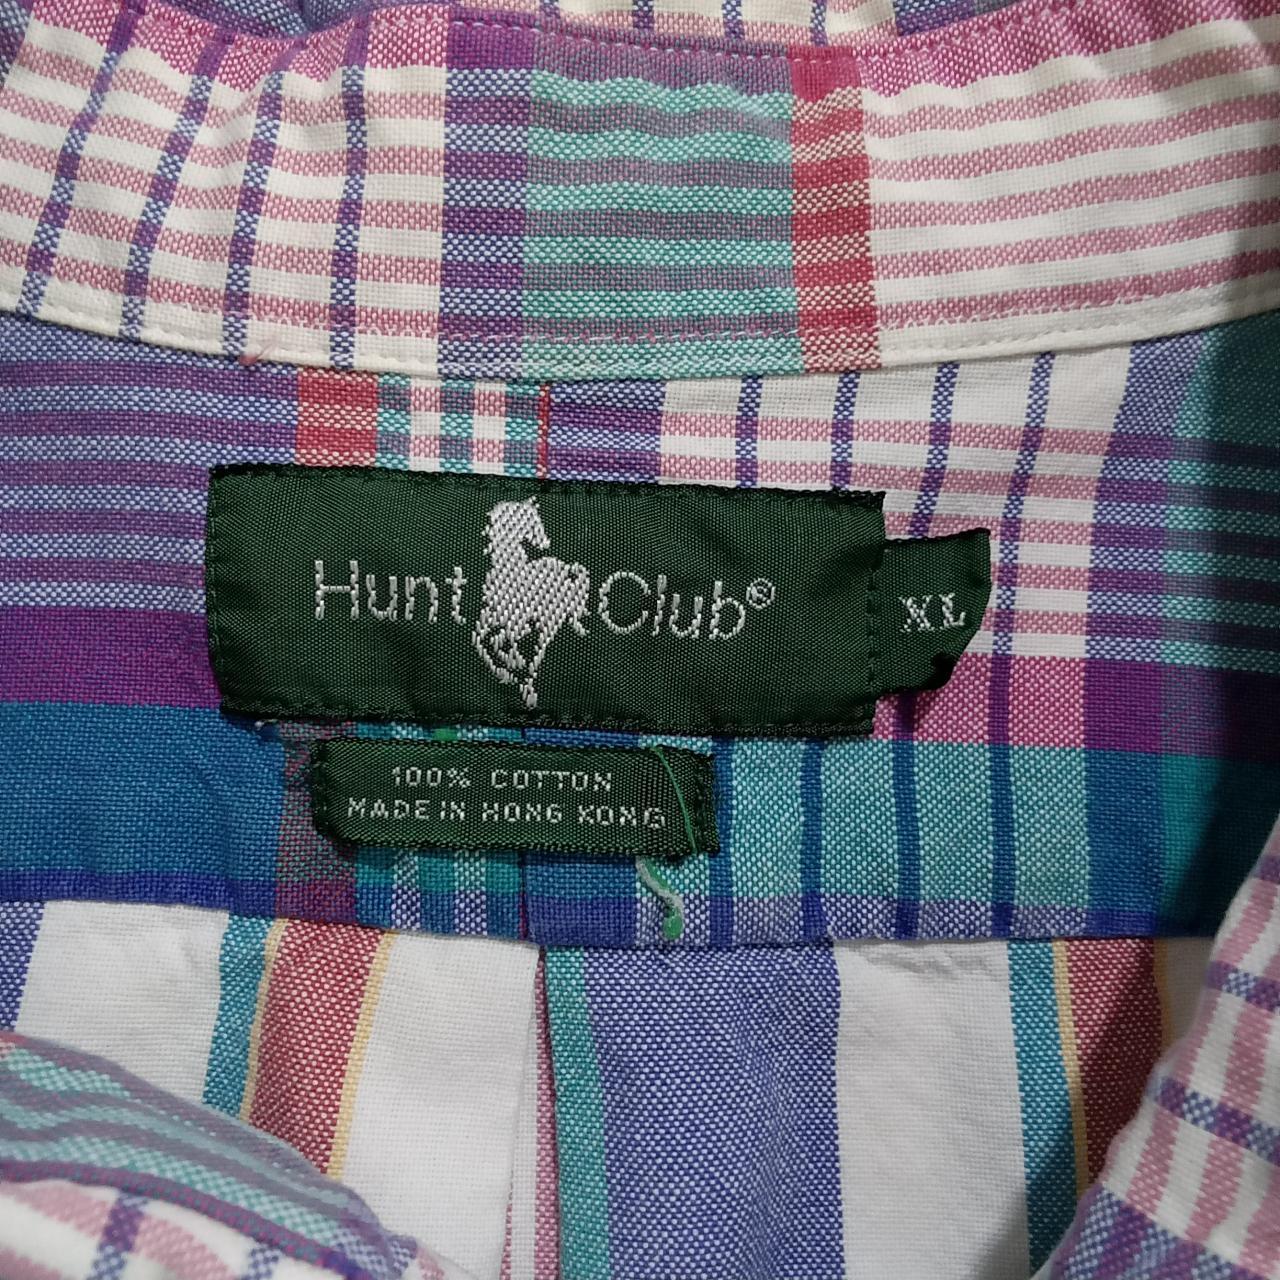 Hunt Club®
XL
100% COTTON
MADE IN HONG KONG